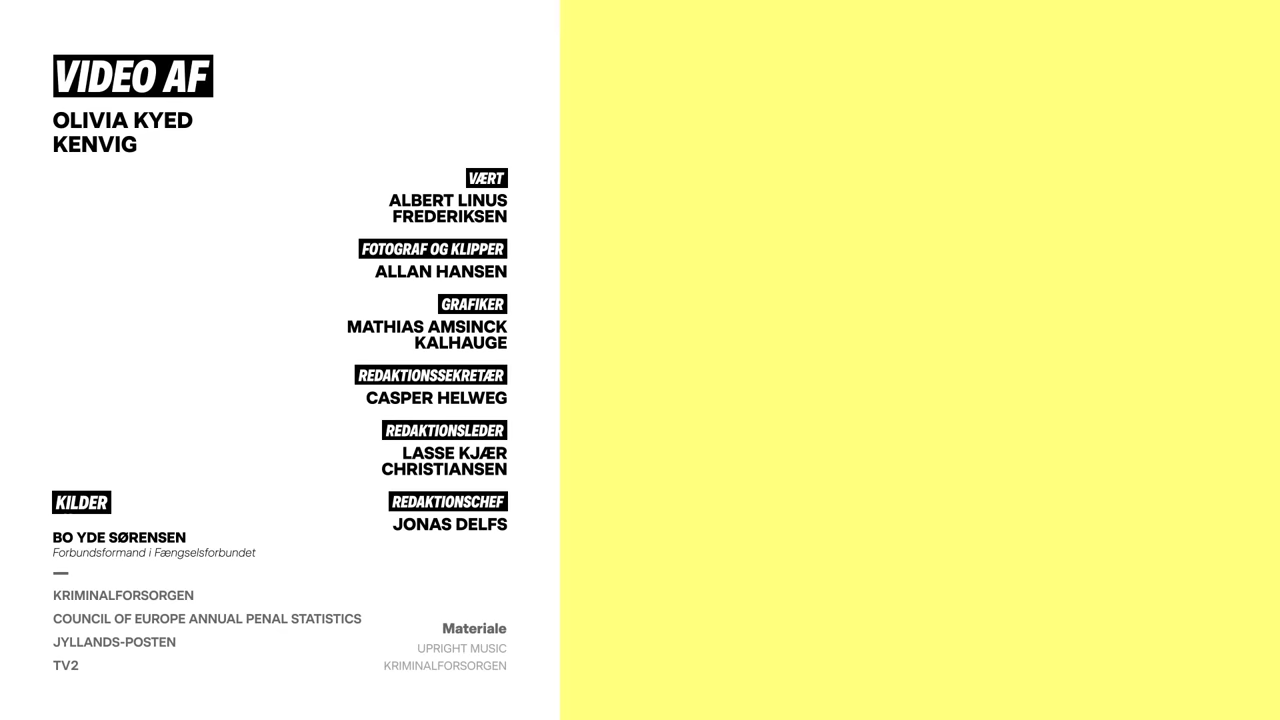 VIDEO AF
OLIVIA KYED
KENVIG
VÆRT
ALBERT LINUS
FREDERIKSEN
FOTOGRAF OG KLIPPER
ALLAN HANSEN
GRAFIKER
MATHIAS AMSINCK
KALHAUGE
REDAKTIONSSEKRETÆR
CASPER HELWEG
REDAKTIONSLEDER
LASSE KJÆR
CHRISTIANSEN
REDAKTIONSCHEF
JONAS DELFS
KILDER
BO YDE SØRENSEN
Forbundsformand i Fængselsforbundet
—
KRIMINALFORSORGEN
COUNCIL OF EUROPE ANNUAL PENAL STATISTICS
JYLLANDS-POSTEN
TV2
Materiale
UPRIGHT MUSIC
KRIMINALFORSORGEN